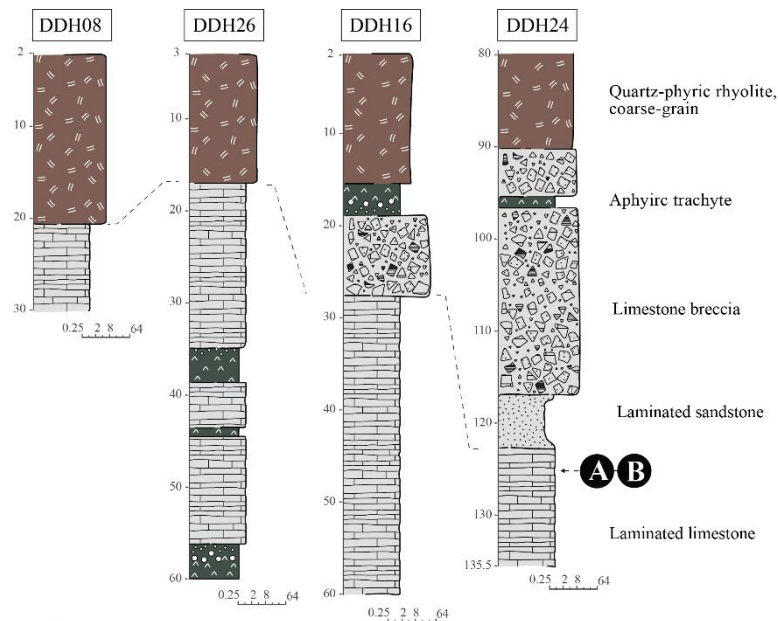 DDH08
DDH26
DDH16
DDH24
2
10
20
30
0.25 2 8 64
3
10
20
30
40
50
60
0.25 2 8 64
2
10
20
30
40
50
60
0.25 2 8 64
80
90
100
110
120
130
135.5
0.25 2 8 64
Quartz-phyric rhyolite,
coarse-grain
Aphyirc trachyte
Limestone breccia
Laminated sandstone
A B
Laminated limestone